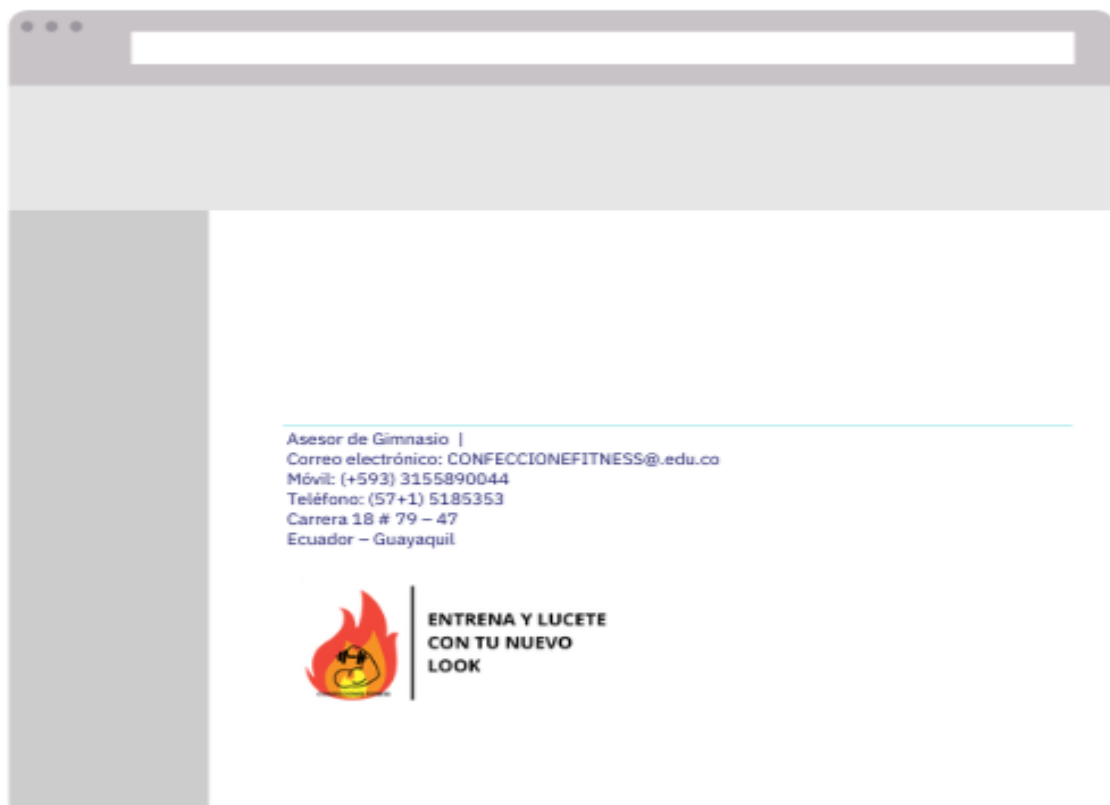 Asesor de Gimnasio |
Correo electrónico: CONFECCIONEFITNESS@.edu.co
Móvil: (+593) 3155890044
Teléfono: (57+1) 5185353
Carrera 18 # 79 – 47
Ecuador – Guayaquil
ENTRENA Y LUCETE
CON TU NUEVO
LOOK